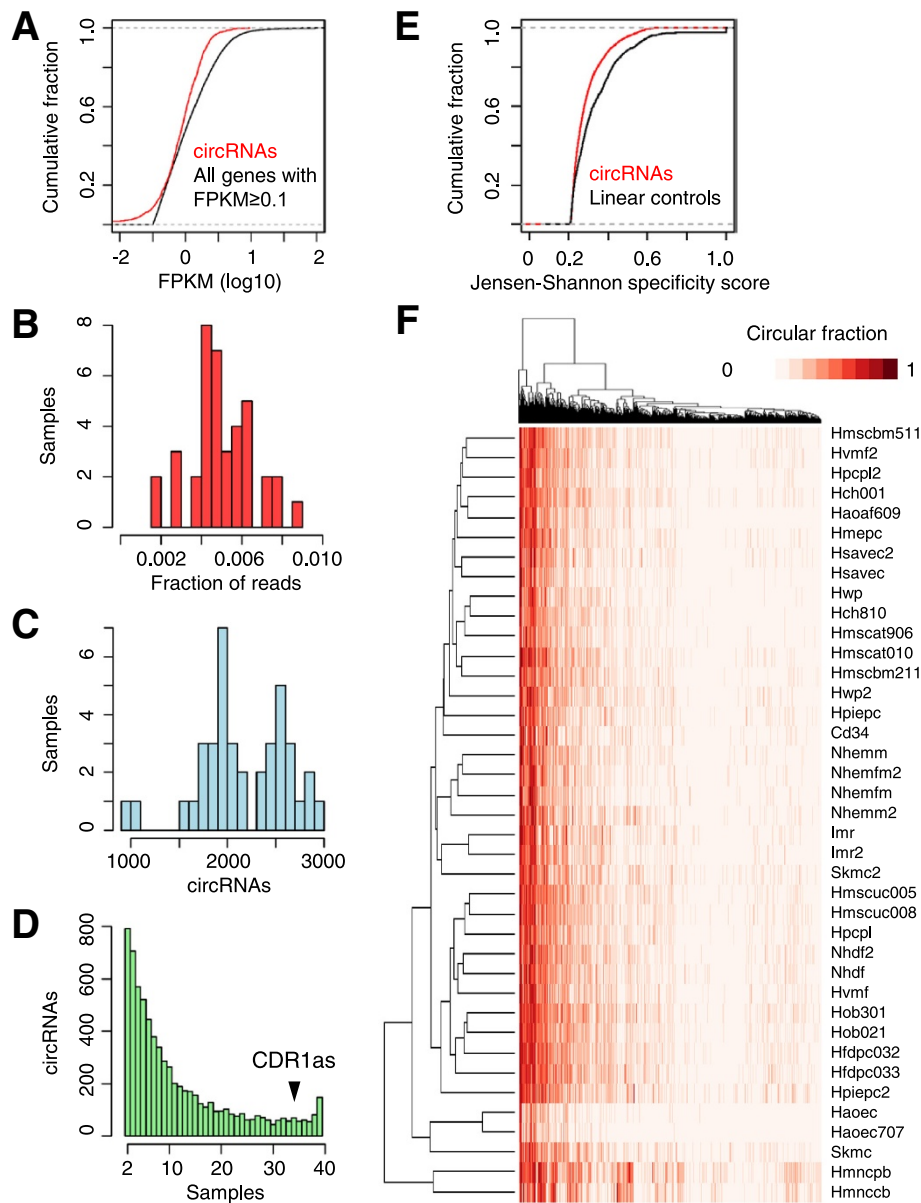 A
Cumulative fraction
1.0
0.6
0.2
circRNAs
All genes with
FPKM≥0.1
-2
-1
0
1
2
FPKM (log10)
B
Samples
8
6
4
2
0
0.002
0.006
0.010
Fraction of reads
C
Samples
6
4
2
0
1000
2000
3000
circRNAs
D
circRNAs
800
600
400
200
0
CDR1as
2
10
20
30
40
Samples
E
Cumulative fraction
1.0
0.6
0.2
circRNAs
Linear controls
0
0.2
0.6
1.0
Jensen-Shannon specificity score
F
Circular fraction
0
1
Hmscbm511
Hvmf2
Hpcpl2
Hch001
Haoaf609
Hmepc
Hsavec2
Hsavec
Hwp
Hch810
Hmscat906
Hmscat010
Hmscbm211
Hwp2
Hpiepc
Cd34
Nhemm
Nhemfm2
Nhemfm
Nhemm2
Imr
Imr2
Skmc2
Hmscuc005
Hmscuc008
Hpcpl
Nhdf2
Nhdf
Hvmf
Hob301
Hob021
Hfdpc032
Hfdpc033
Hpiepc2
Haoec
Haoec707
Skmc
Hmncpb
Hmnccb